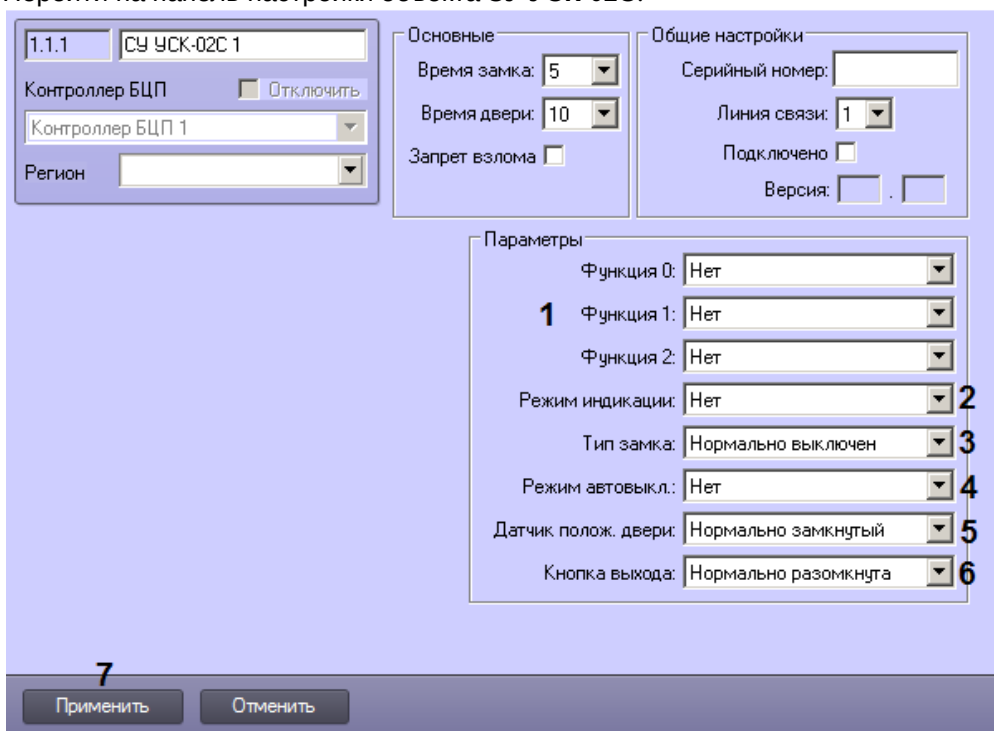 1.1.1 СУ УСК-02С 1
Контроллер БЦП Отключить
Контроллер БЦП 1
Регион
Основные
Время замка: 5
Время двери: 10
Запрет взлома
Общие настройки
Серийный номер:
Линия связи: 1
Подключено
Версия: .
Параметры
Функция 0: Нет
1 Функция 1: Нет
Функция 2: Нет
Режим индикации: Нет 2
Тип замка: Нормально выключен 3
Режим автовыкл.: Нет 4
Датчик полож. двери: Нормально замкнутый 5
Кнопка выхода: Нормально разомкнута 6
7
Применить Отменить